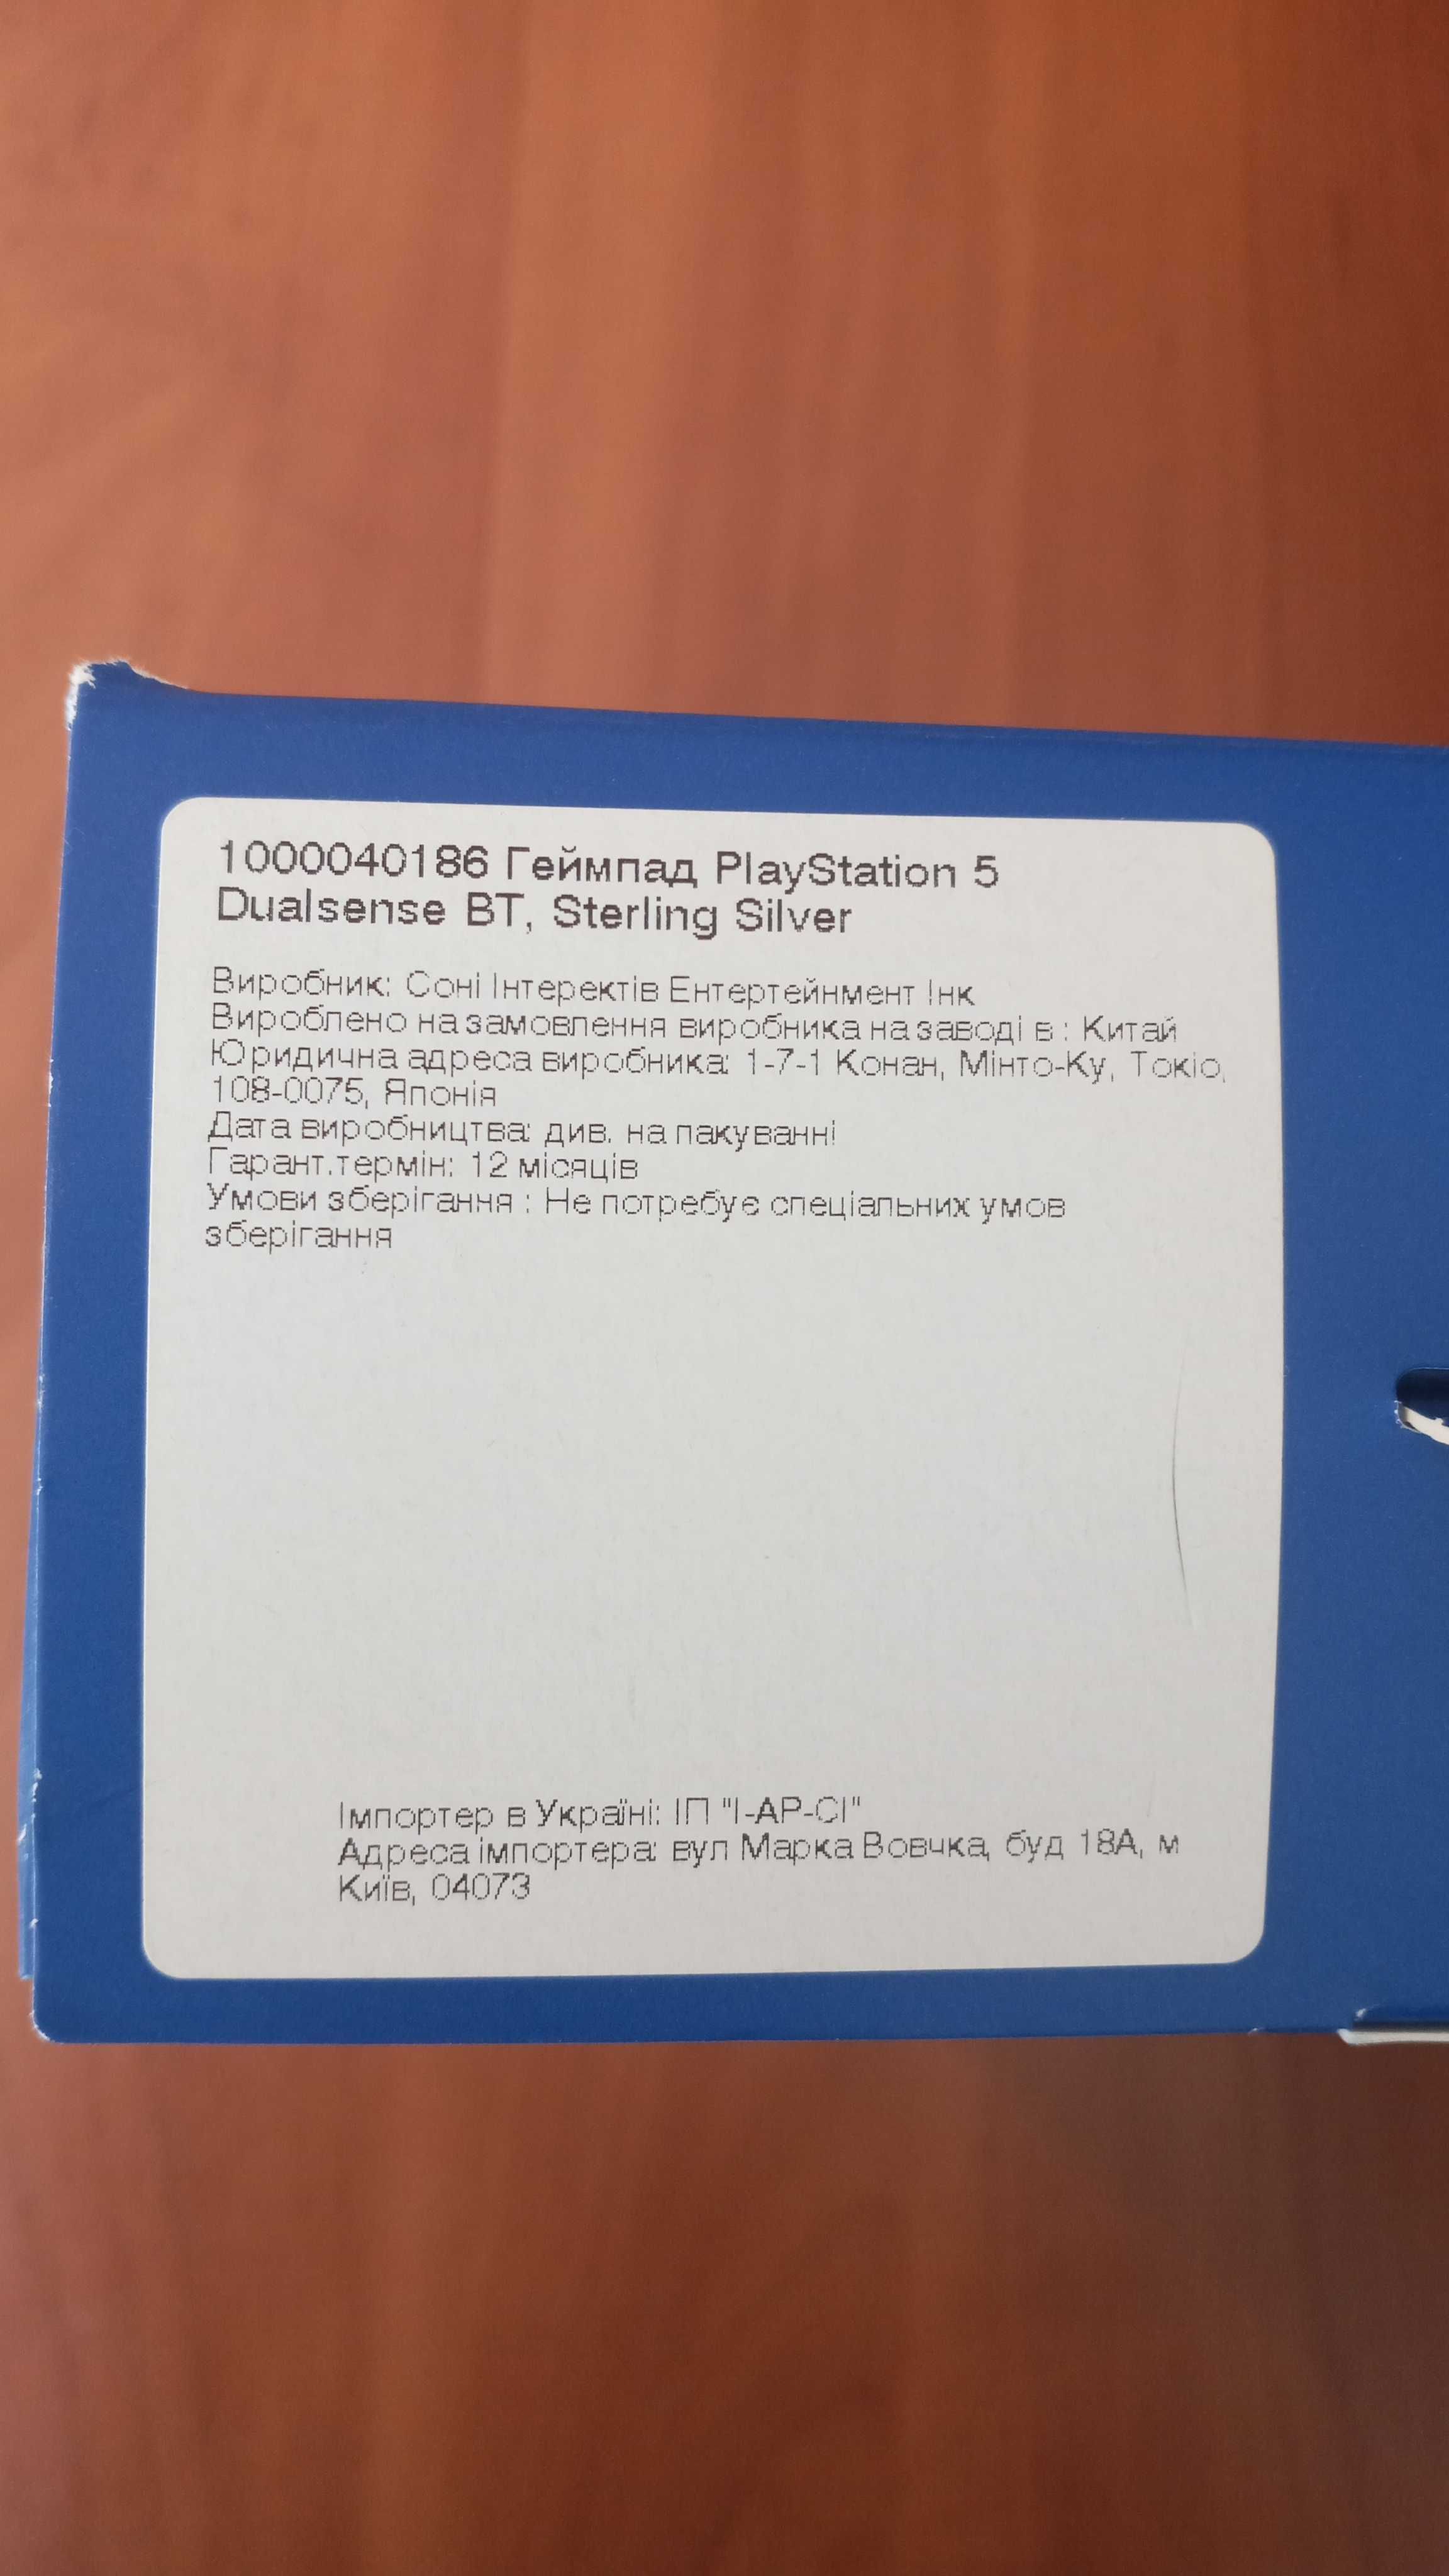 1000040186 Геймпад PlayStation 5
Dualsense BT, Sterling Silver
Виробник: Соні Інтеректів Ентертейнмент Інк
Вироблено на замовлення виробника на заводі в : Китай
Юридична адреса виробника: 1-7-1 Конан, Мінто-Ку, Токіо,
108-0075, Японія
Дата виробництва: див. на пакуванні
Гарант.термін: 12 місяців
Умови зберігання : Не потребує спеціальних умов
зберігання
Імпортер в Україні: ІП "І-АР-СІ"
Адреса імпортера: вул Марка Вовчка, буд 18А, м
Київ, 04073